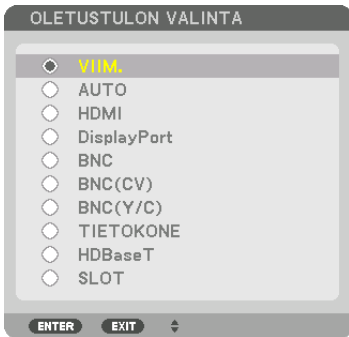 OLETUSTULON VALINTA
VIIM.
AUTO
HDMI
DisplayPort
BNC
BNC(CV)
BNC(Y/C)
TIETOKONE
HDBaseT
SLOT
ENTER EXIT